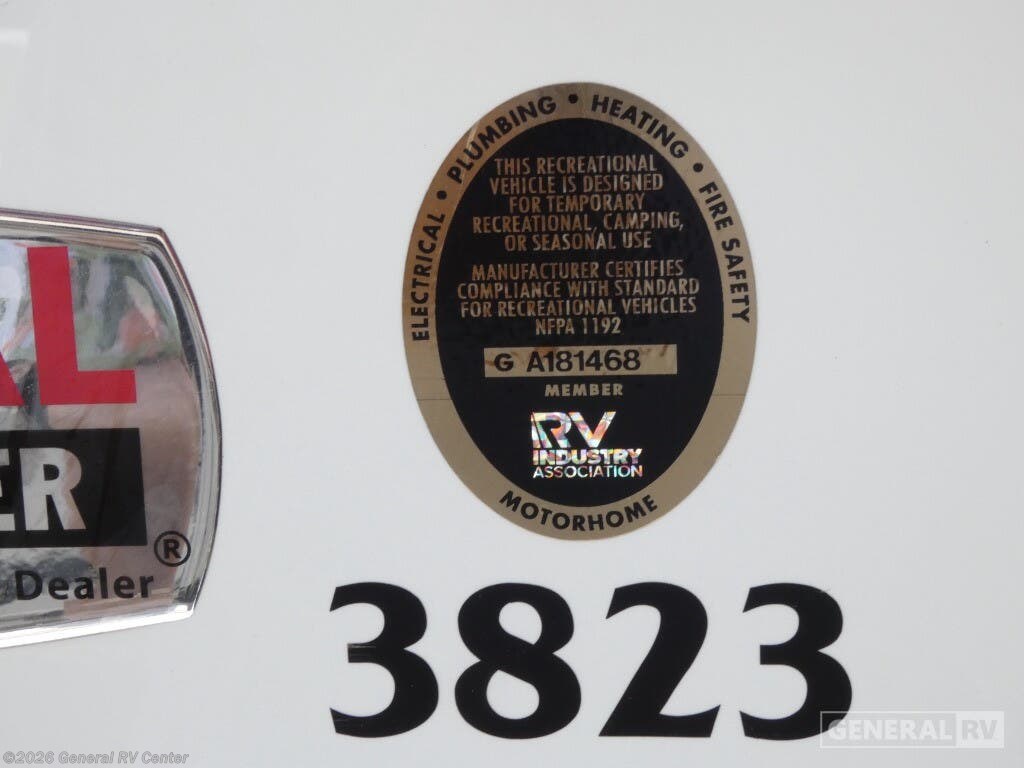 ELECTRICAL • PLUMBING • HEATING • FIRE SAFETY
THIS RECREATIONAL
VEHICLE IS DESIGNED
FOR TEMPORARY
RECREATIONAL, CAMPING,
OR SEASONAL USE
MANUFACTURER CERTIFIES
COMPLIANCE WITH STANDARD
FOR RECREATIONAL VEHICLES
NFPA 1192
G A181468
MEMBER
RV
INDUSTRY
ASSOCIATION
MOTORHOME
AL
ER
®
Dealer
3823
GENERAL RV
©2026 General RV Center